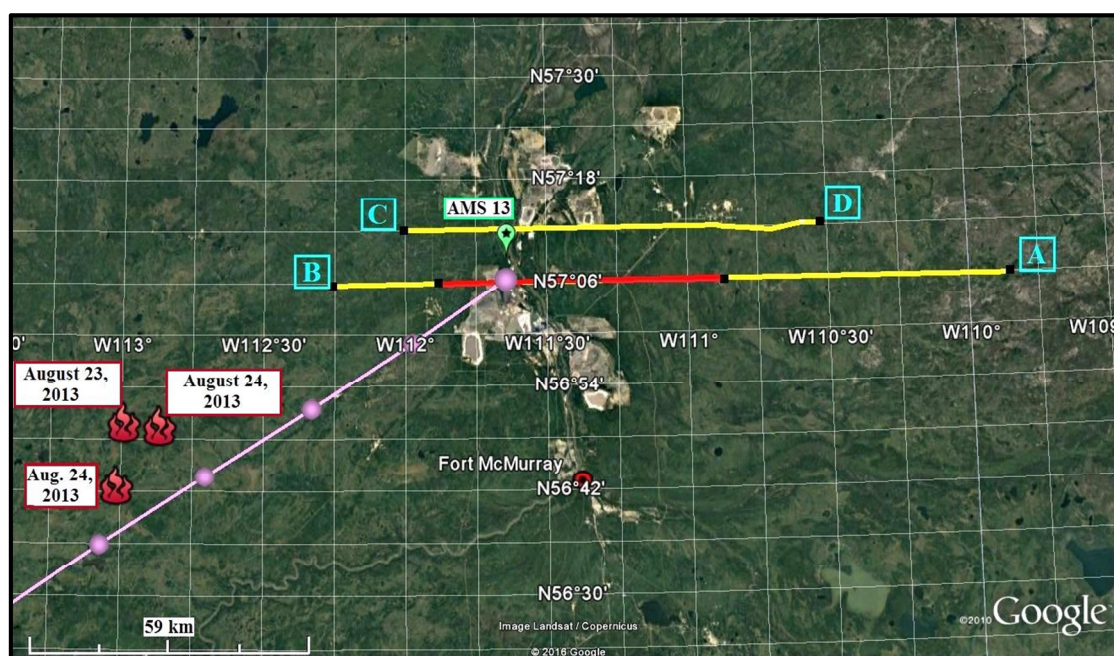 N57°30'
N57°18'
AMS 13
C
D
B
A
N57°06'
0'
W113°
W112°30'
W112°
W111°30'
W111°
W110°30'
W110°
W109
August 23,
2013
August 24,
2013
N56°54'
Fort McMurray
Aug. 24,
2013
N56°42'
N56°30'
59 km
Image Landsat / Copernicus
© 2016 Google
©2010 Google